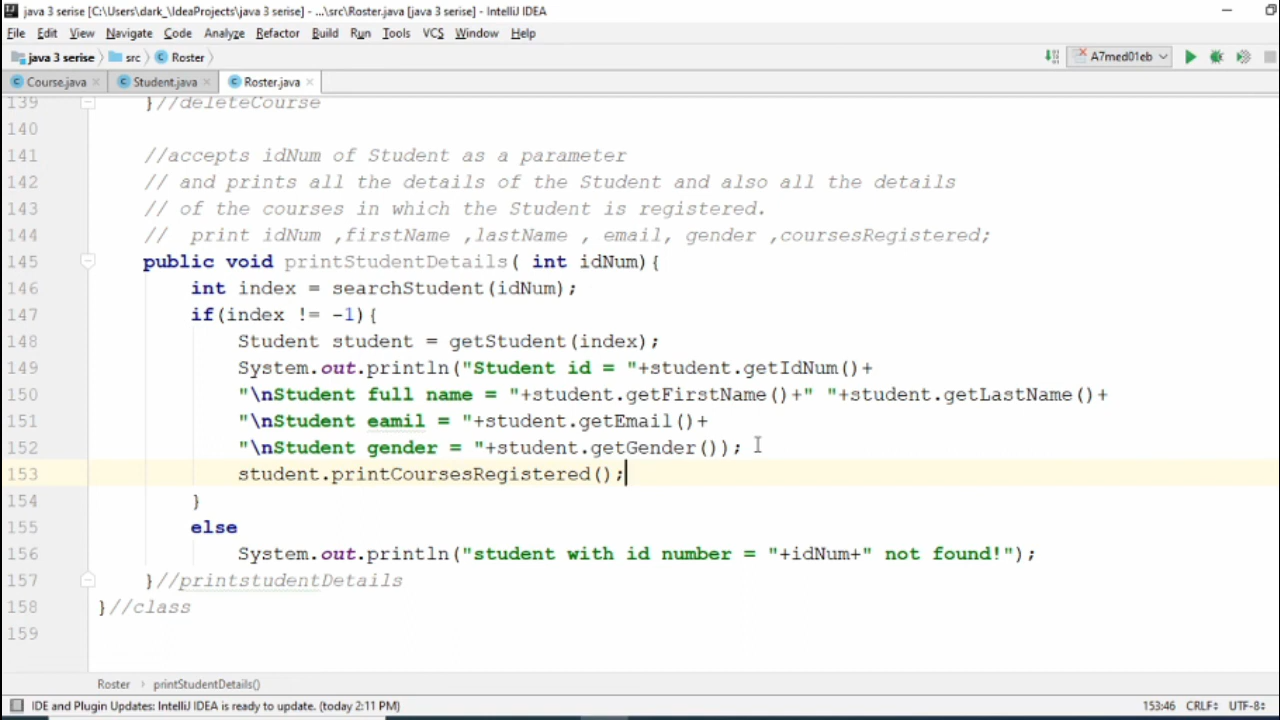 java 3 serise [C:\Users\dark_\IdeaProjects\java 3 serise] - ...\src\Roster.java [java 3 serise] - IntelliJ IDEA
File Edit View Navigate Code Analyze Refactor Build Run Tools VCS Window Help
java 3 serise src Roster A7med01eb
Course.java Student.java Roster.java
139 }//deleteCourse
140
141 //accepts idNum of Student as a parameter
142 // and prints all the details of the Student and also all the details
143 // of the courses in which the Student is registered.
144 // print idNum ,firstName ,lastName , email, gender ,coursesRegistered;
145 public void printStudentDetails( int idNum){
146 int index = searchStudent(idNum);
147 if(index != -1){
148 Student student = getStudent(index);
149 System.out.println("Student id = "+student.getIdNum()+
150 "\nStudent full name = "+student.getFirstName()+" "+student.getLastName()+
151 "\nStudent eamil = "+student.getEmail()+
152 "\nStudent gender = "+student.getGender());
153 student.printCoursesRegistered();
154 }
155 else
156 System.out.println("student with id number = "+idNum+" not found!");
157 }//printstudentDetails
158 }//class
159
Roster printStudentDetails()
IDE and Plugin Updates: IntelliJ IDEA is ready to update. (today 2:11 PM) 153:46 CRLF UTF-8